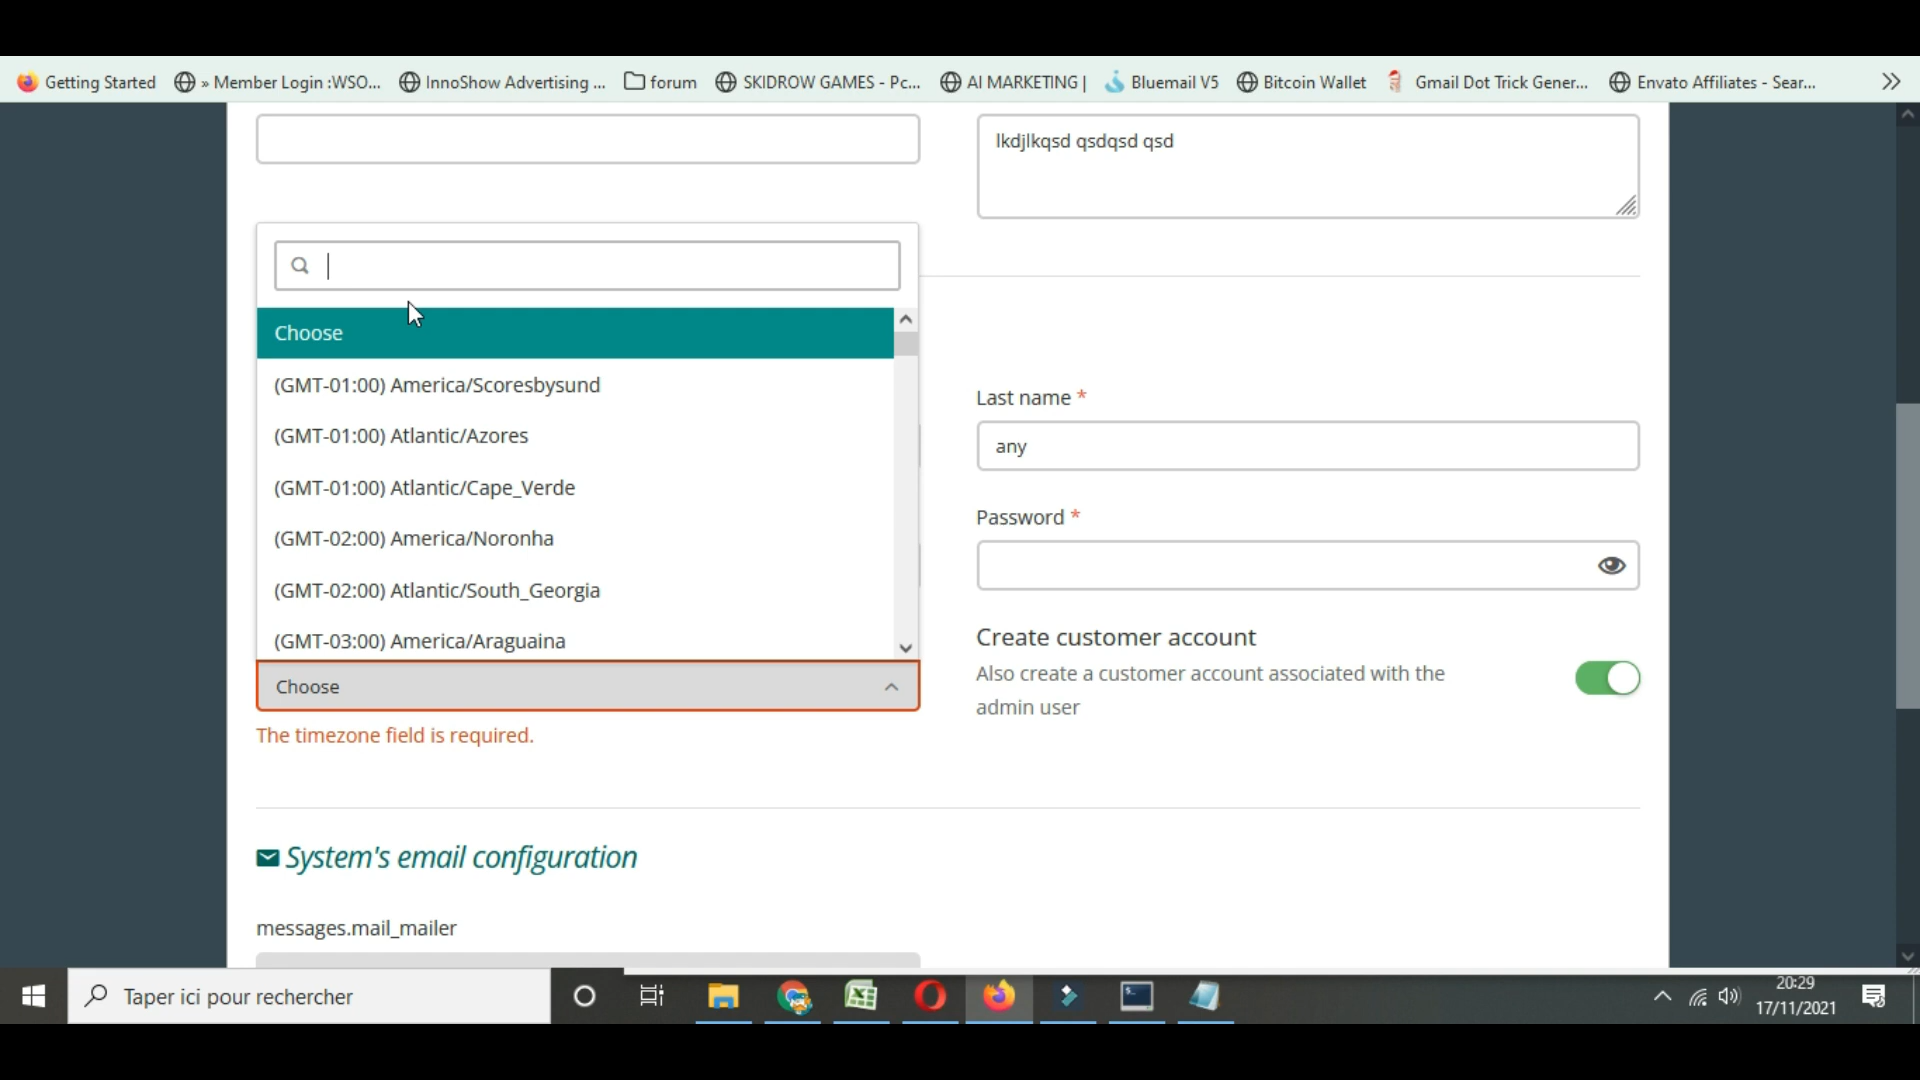 Getting Started
» Member Login :WSO...
InnoShow Advertising ...
forum
SKIDROW GAMES - Pc...
AI MARKETING |
Bluemail V5
Bitcoin Wallet
Gmail Dot Trick Gener...
Envato Affiliates - Sear...
lkdjlkqsd qsdqsd qsd
Choose
(GMT-01:00) America/Scoresbysund
(GMT-01:00) Atlantic/Azores
(GMT-01:00) Atlantic/Cape_Verde
(GMT-02:00) America/Noronha
(GMT-02:00) Atlantic/South_Georgia
(GMT-03:00) America/Araguaina
Choose
The timezone field is required.
Last name *
any
Password *
Create customer account
Also create a customer account associated with the
admin user
System's email configuration
messages.mail_mailer
Taper ici pour rechercher
20:29
17/11/2021